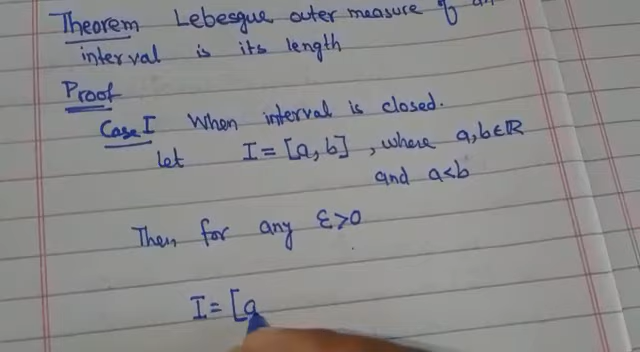 Theorem Lebesgue outer measure of an
interval is its length
Proof
Case I When interval is closed.
Let I = [a, b] , where a, b ∈ ℝ
and a < b
Then for any ε > 0
I = [a